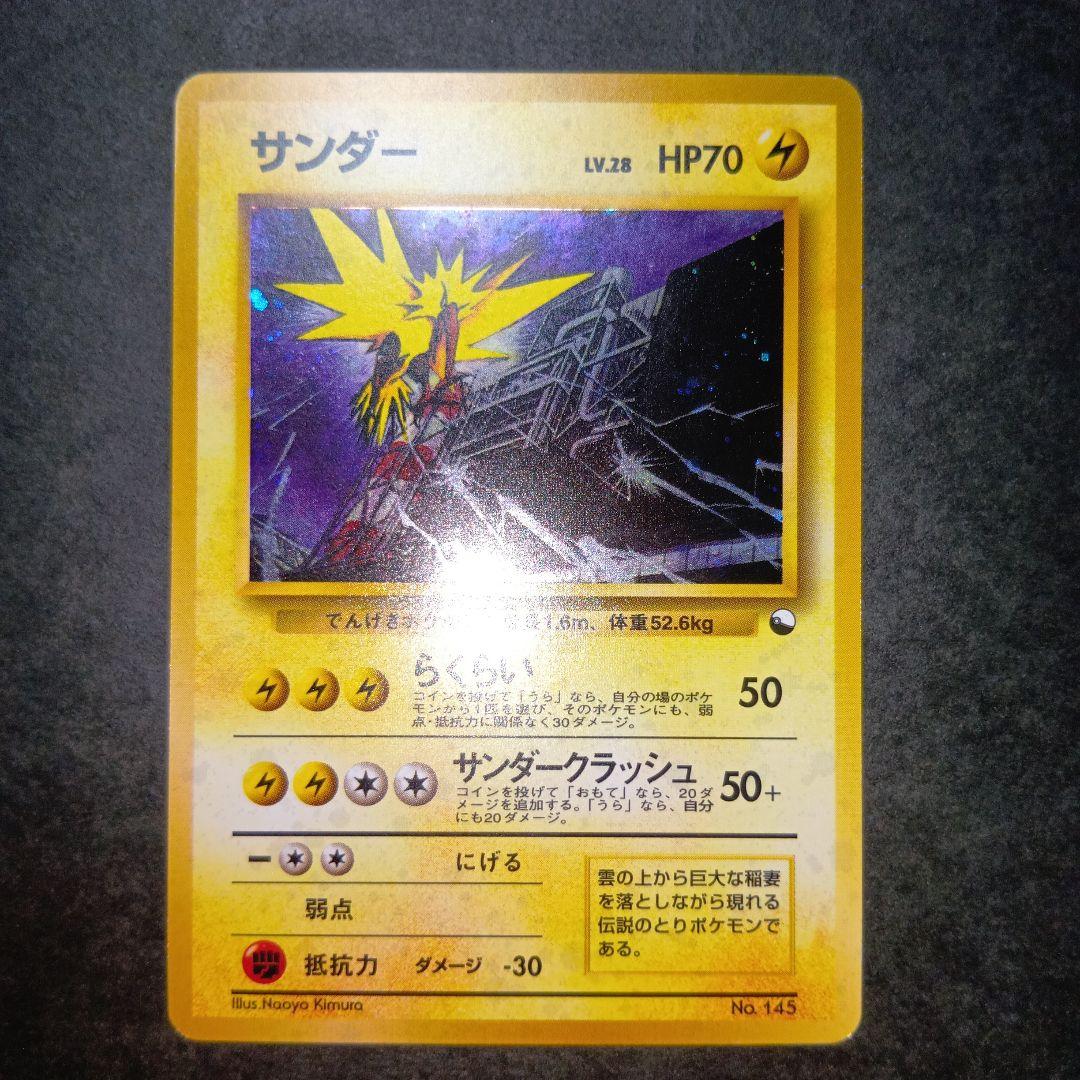 サンダー LV.28 HP70
でんげき 1.6m、体重52.6kg
らくらい 50
コインを投げて「うら」なら、自分の場のポケ
モンから1匹を選び、そのポケモンにも、弱
点・抵抗力に関係なく30ダメージ。
サンダークラッシュ 50+
コインを投げて「おもて」なら、20ダ
メージを追加する。「うら」なら、自分
にも20ダメージ。
にげる
弱点
抵抗力 ダメージ -30
雲の上から巨大な稲妻
を落としながら現れる
伝説のとりポケモンで
ある。
Illus.Naoyo Kimura
No. 145